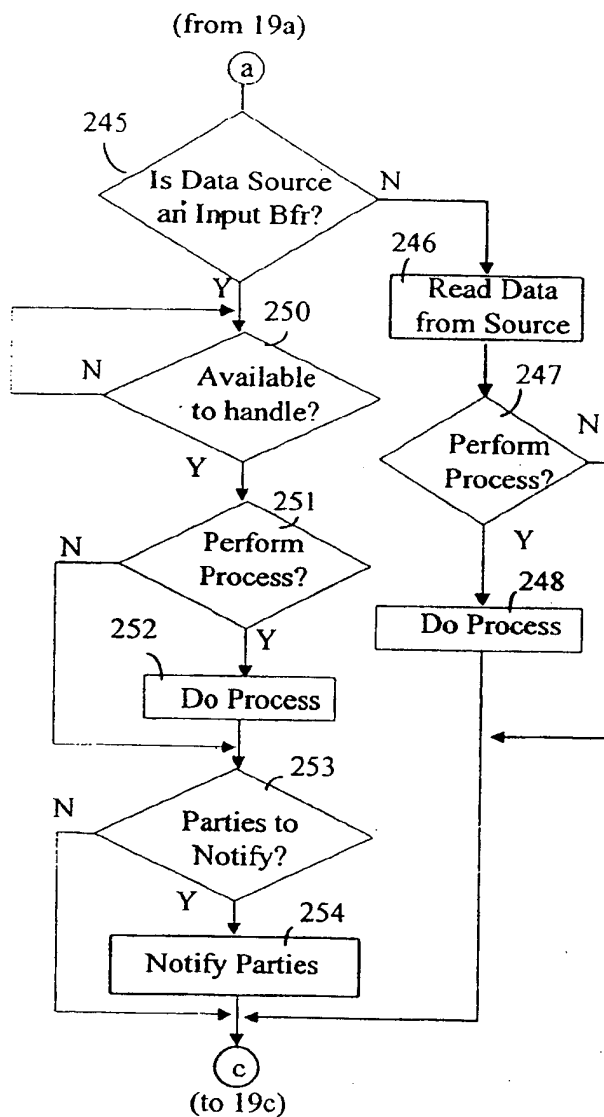 (from 19a)
a
245
Is Data Source
an Input Bfr?
N
Y
246
Read Data
from Source
250
Available
to handle?
N
Y
247
Perform
Process?
N
Y
251
Perform
Process?
N
Y
248
Do Process
252
Do Process
253
Parties to
Notify?
N
Y
254
Notify Parties
c
(to 19c)